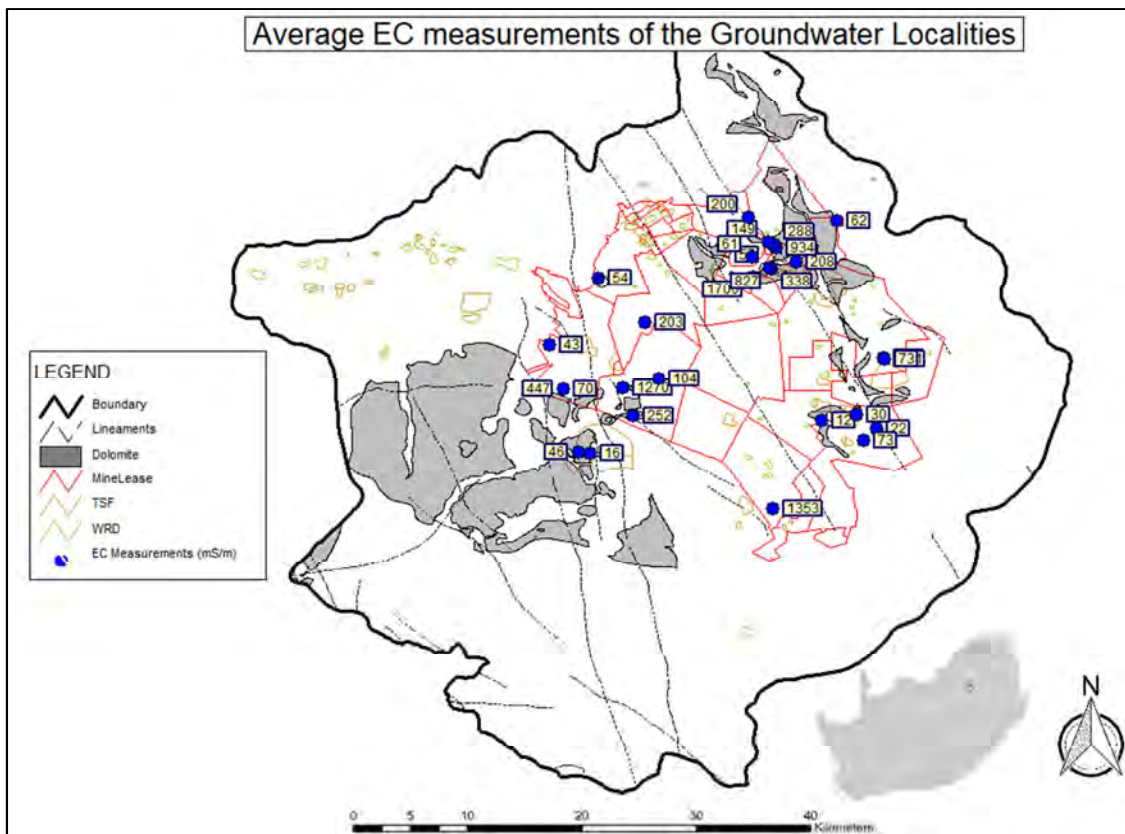 Average EC measurements of the Groundwater Localities
200
62
149
288
61
934
208
827
338
54
203
43
731
104
447
70
1270
252
12
30
22
73
46
16
1353
LEGEND
Boundary
Lineaments
Dolomite
MineLease
TSF
WRD
EC Measurements (mS/m)
N
0 10 20 30 40
Kilometers